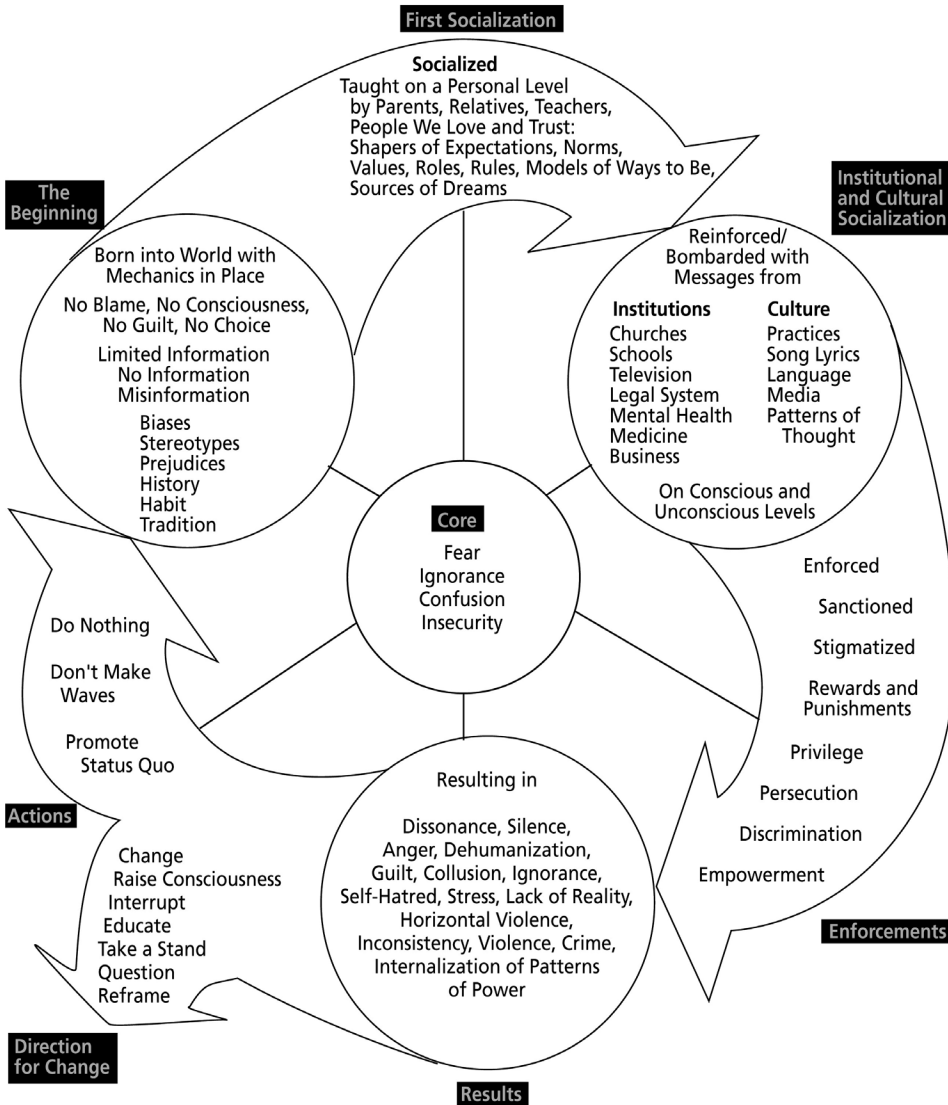 First Socialization
Socialized
Taught on a Personal Level
by Parents, Relatives, Teachers,
People We Love and Trust:
Shapers of Expectations, Norms,
Values, Roles, Rules, Models of Ways to Be,
Sources of Dreams
The
Beginning
Born into World with
Mechanics in Place
No Blame, No Consciousness,
No Guilt, No Choice
Limited Information
No Information
Misinformation
Biases
Stereotypes
Prejudices
History
Habit
Tradition
Institutional
and Cultural
Socialization
Reinforced/
Bombarded with
Messages from
Institutions
Churches
Schools
Television
Legal System
Mental Health
Medicine
Business
Culture
Practices
Song Lyrics
Language
Media
Patterns of
Thought
On Conscious and
Unconscious Levels
Core
Fear
Ignorance
Confusion
Insecurity
Enforced
Sanctioned
Stigmatized
Rewards and
Punishments
Privilege
Persecution
Discrimination
Empowerment
Enforcements
Resulting in
Dissonance, Silence,
Anger, Dehumanization,
Guilt, Collusion, Ignorance,
Self-Hatred, Stress, Lack of Reality,
Horizontal Violence,
Inconsistency, Violence, Crime,
Internalization of Patterns
of Power
Results
Do Nothing
Don't Make
Waves
Promote
Status Quo
Actions
Change
Raise Consciousness
Interrupt
Educate
Take a Stand
Question
Reframe
Direction
for Change